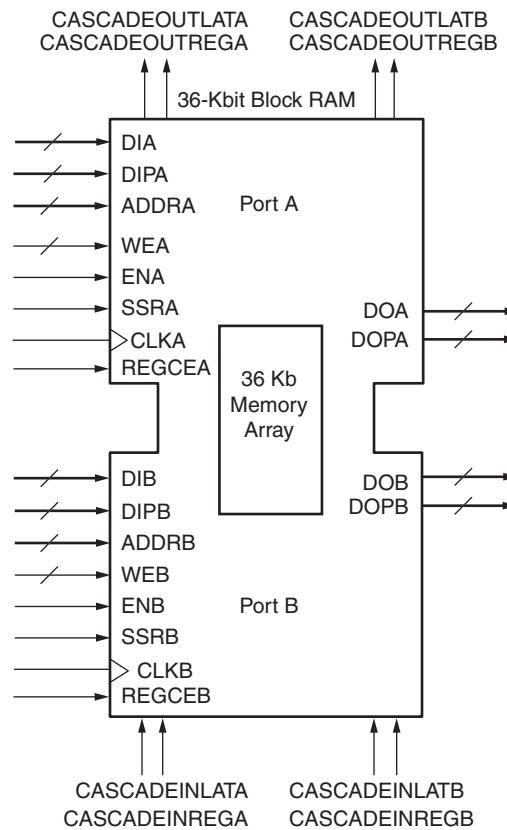 CASCADEOUTLATA
CASCADEOUTREGA
CASCADEOUTLATB
CASCADEOUTREGB
36-Kbit Block RAM
DIA
DIPA
ADDRA
WEA
ENA
SSRA
CLKA
REGCEA
Port A
DOA
DOPA
36 Kb
Memory
Array
DIB
DIPB
ADDRB
WEB
ENB
SSRB
CLKB
REGCEB
Port B
DOB
DOPB
CASCADEINLATA
CASCADEINREGA
CASCADEINLATB
CASCADEINREGB